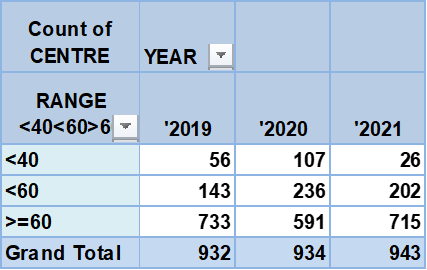 Count of
CENTRE YEAR
RANGE
<40<60>6 '2019 '2020 '2021
<40 56 107 26
<60 143 236 202
>=60 733 591 715
Grand Total 932 934 943